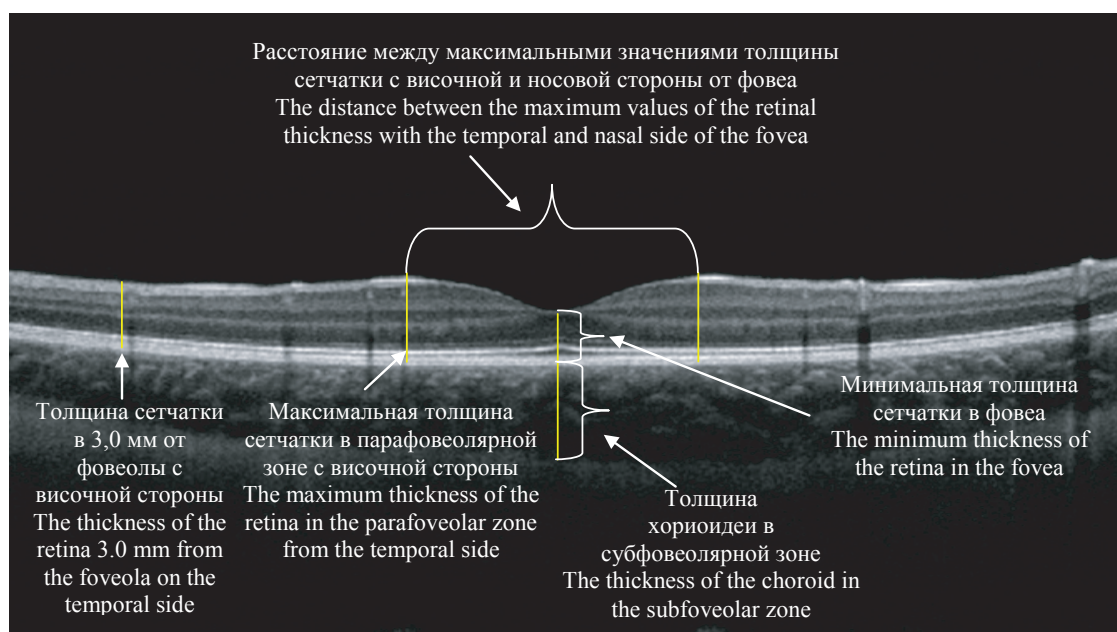 Расстояние между максимальными значениями толщины
сетчатки с височной и носовой стороны от фовеа
The distance between the maximum values of the retinal
thickness with the temporal and nasal side of the fovea
Толщина сетчатки
в 3,0 мм от
фовеолы с
височной стороны
The thickness of the
retina 3.0 mm from
the foveola on the
temporal side
Максимальная толщина
сетчатки в парафовеолярной
зоне с височной стороны
The maximum thickness of the
retina in the parafoveolar zone
from the temporal side
Толщина
хориоидеи в
субфовеолярной зоне
The thickness of the choroid in
the subfoveolar zone
Минимальная толщина
сетчатки в фовеа
The minimum thickness of
the retina in the fovea